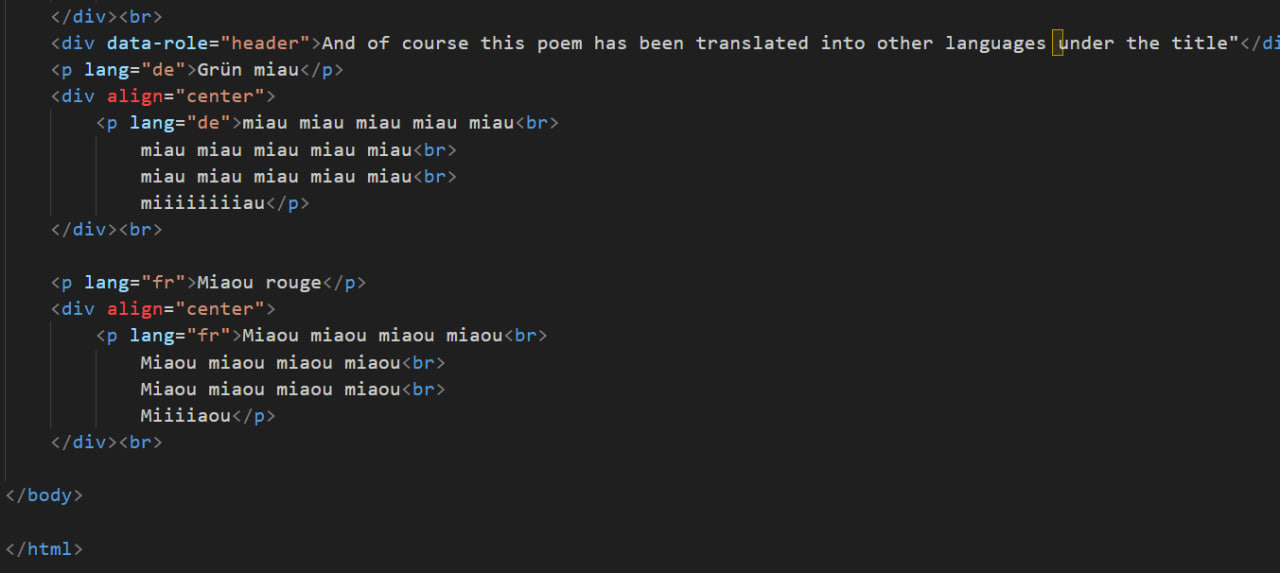 </div><br>
<div data-role="header">And of course this poem has been translated into other languages under the title"</di
<p lang="de">Grün miau</p>
<div align="center">
<p lang="de">miau miau miau miau miau<br>
miau miau miau miau miau<br>
miau miau miau miau miau<br>
miiiiiiiiau</p>
</div><br>
<p lang="fr">Miaou rouge</p>
<div align="center">
<p lang="fr">Miaou miaou miaou miaou<br>
Miaou miaou miaou miaou<br>
Miaou miaou miaou miaou<br>
Miiiiaou</p>
</div><br>
</body>
</html>